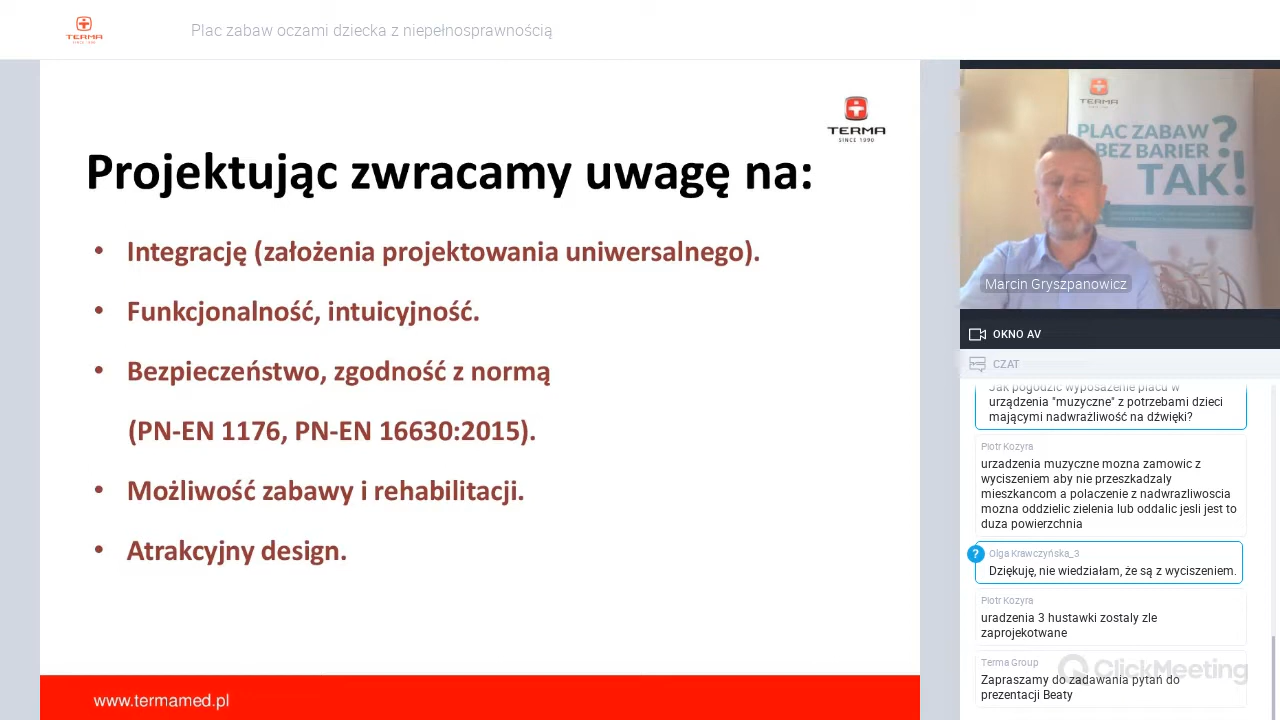 TERMA
SINCE 1990
Plac zabaw oczami dziecka z niepełnosprawnością
TERMA
SINCE 1990
Projektując zwracamy uwagę na:
• Integrację (założenia projektowania uniwersalnego).
• Funkcjonalność, intuicyjność.
• Bezpieczeństwo, zgodność z normą
(PN-EN 1176, PN-EN 16630:2015).
• Możliwość zabawy i rehabilitacji.
• Atrakcyjny design.
www.termamed.pl
TERMA
PLAC ZABAW
BEZ BARIER ?
TAK!
Marcin Gryszpanowicz
OKNO AV
CZAT
Jak pogodzić wyposażenie placu w
urządzenia "muzyczne" z potrzebami dzieci
mającymi nadwrażliwość na dźwięki?
Piotr Kozyra
urzadzenia muzyczne mozna zamowic z
wyciszeniem aby nie przeszkadzaly
mieszkancom a polaczenie z nadwrazliwoscia
mozna oddzielic zielenia lub oddalic jesli jest to
duza powierzchnia
?
Olga Krawczyńska_3
Dziękuję, nie wiedziałam, że są z wyciszeniem.
Piotr Kozyra
uradzenia 3 hustawki zostaly zle
zaprojekotwane
Terma Group
Zapraszamy do zadawania pytań do
prezentacji Beaty
ClickMeeting